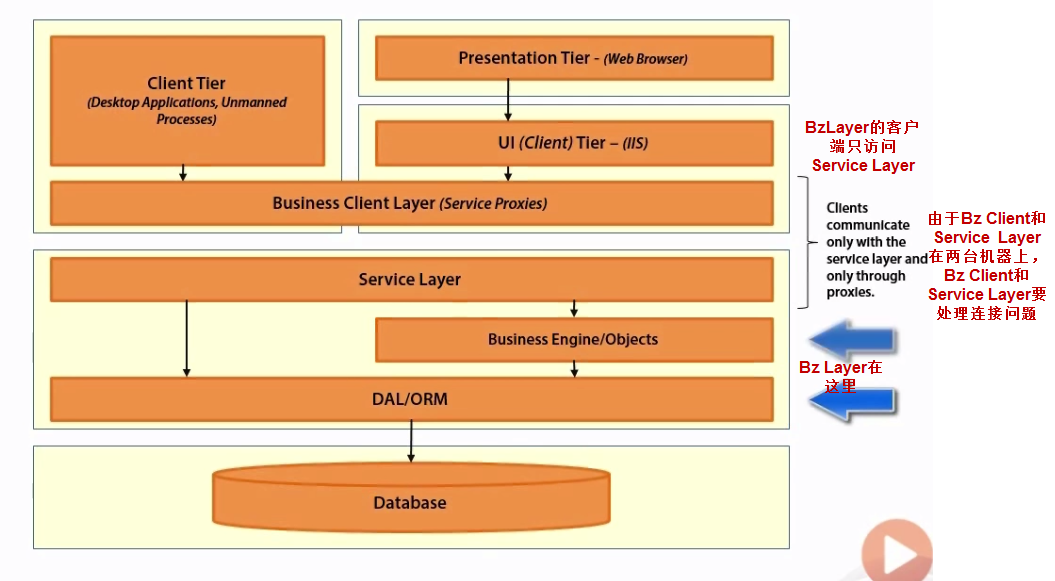 Client Tier
(Desktop Applications, Unmanned
Processes)
Presentation Tier - (Web Browser)
UI (Client) Tier – (IIS)
Business Client Layer (Service Proxies)
BzLayer的客户
端只访问
Service Layer
Clients
communicate
only with the
service layer and
only through
proxies.
由于Bz Client和
Service Layer
在两台机器上，
Bz Client和
Service Layer要
处理连接问题
Service Layer
Business Engine/Objects
Bz Layer在
这里
DAL/ORM
Database